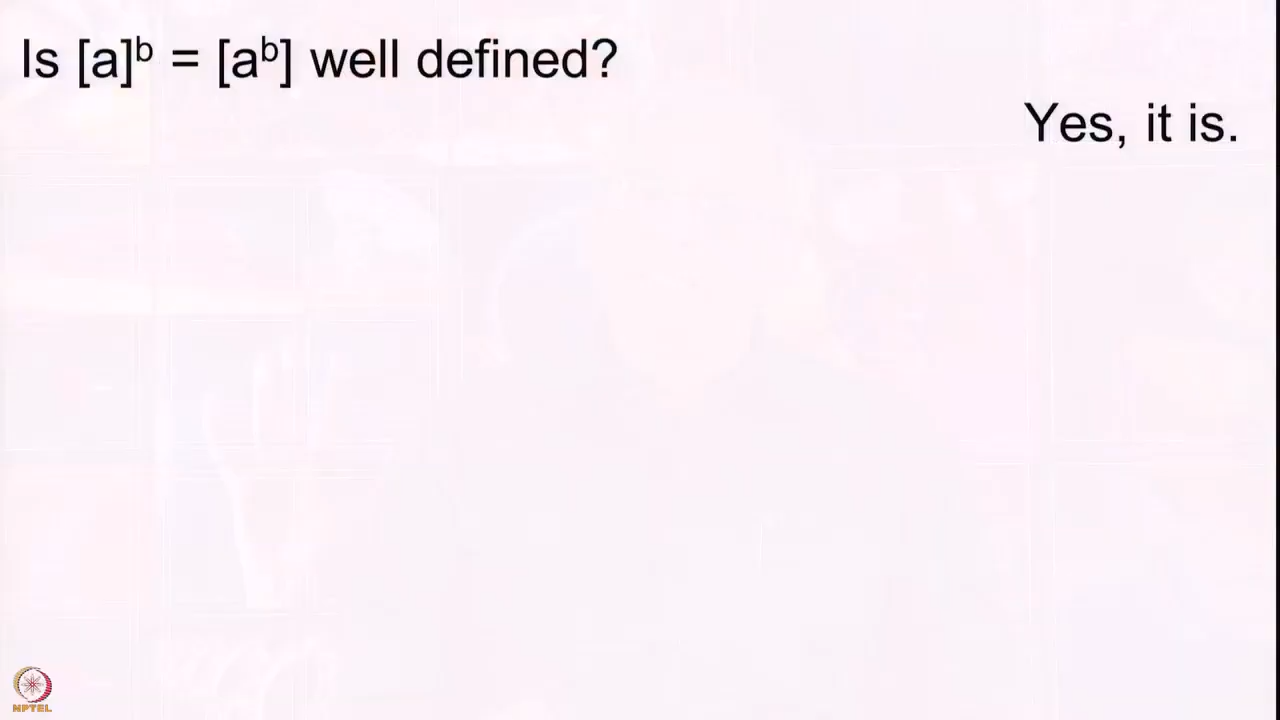 Is [a]ᵇ = [aᵇ] well defined?
Yes, it is.
NPTEL